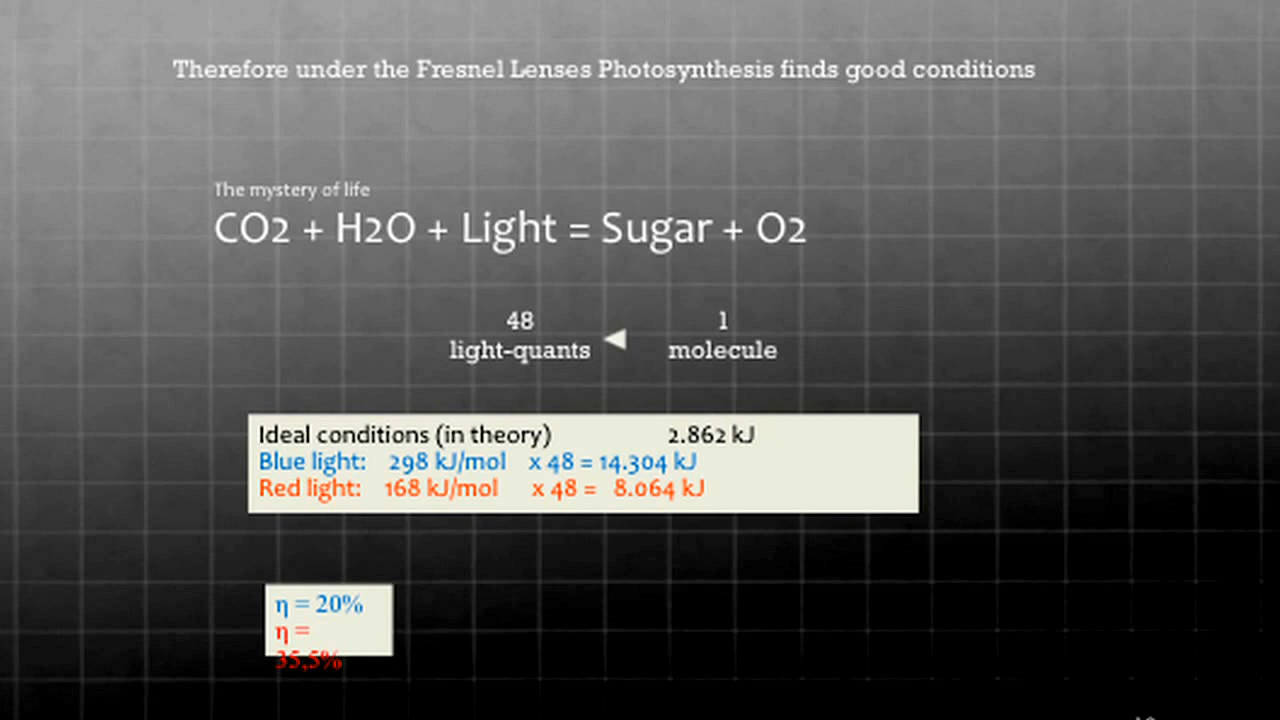 Therefore under the Fresnel Lenses Photosynthesis finds good conditions
The mystery of life
CO2 + H2O + Light = Sugar + O2
48 1
light-quants ◀ molecule
Ideal conditions (in theory) 2.862 kJ
Blue light: 298 kJ/mol x 48 = 14.304 kJ
Red light: 168 kJ/mol x 48 = 8.064 kJ
η = 20%
η =
35,5%